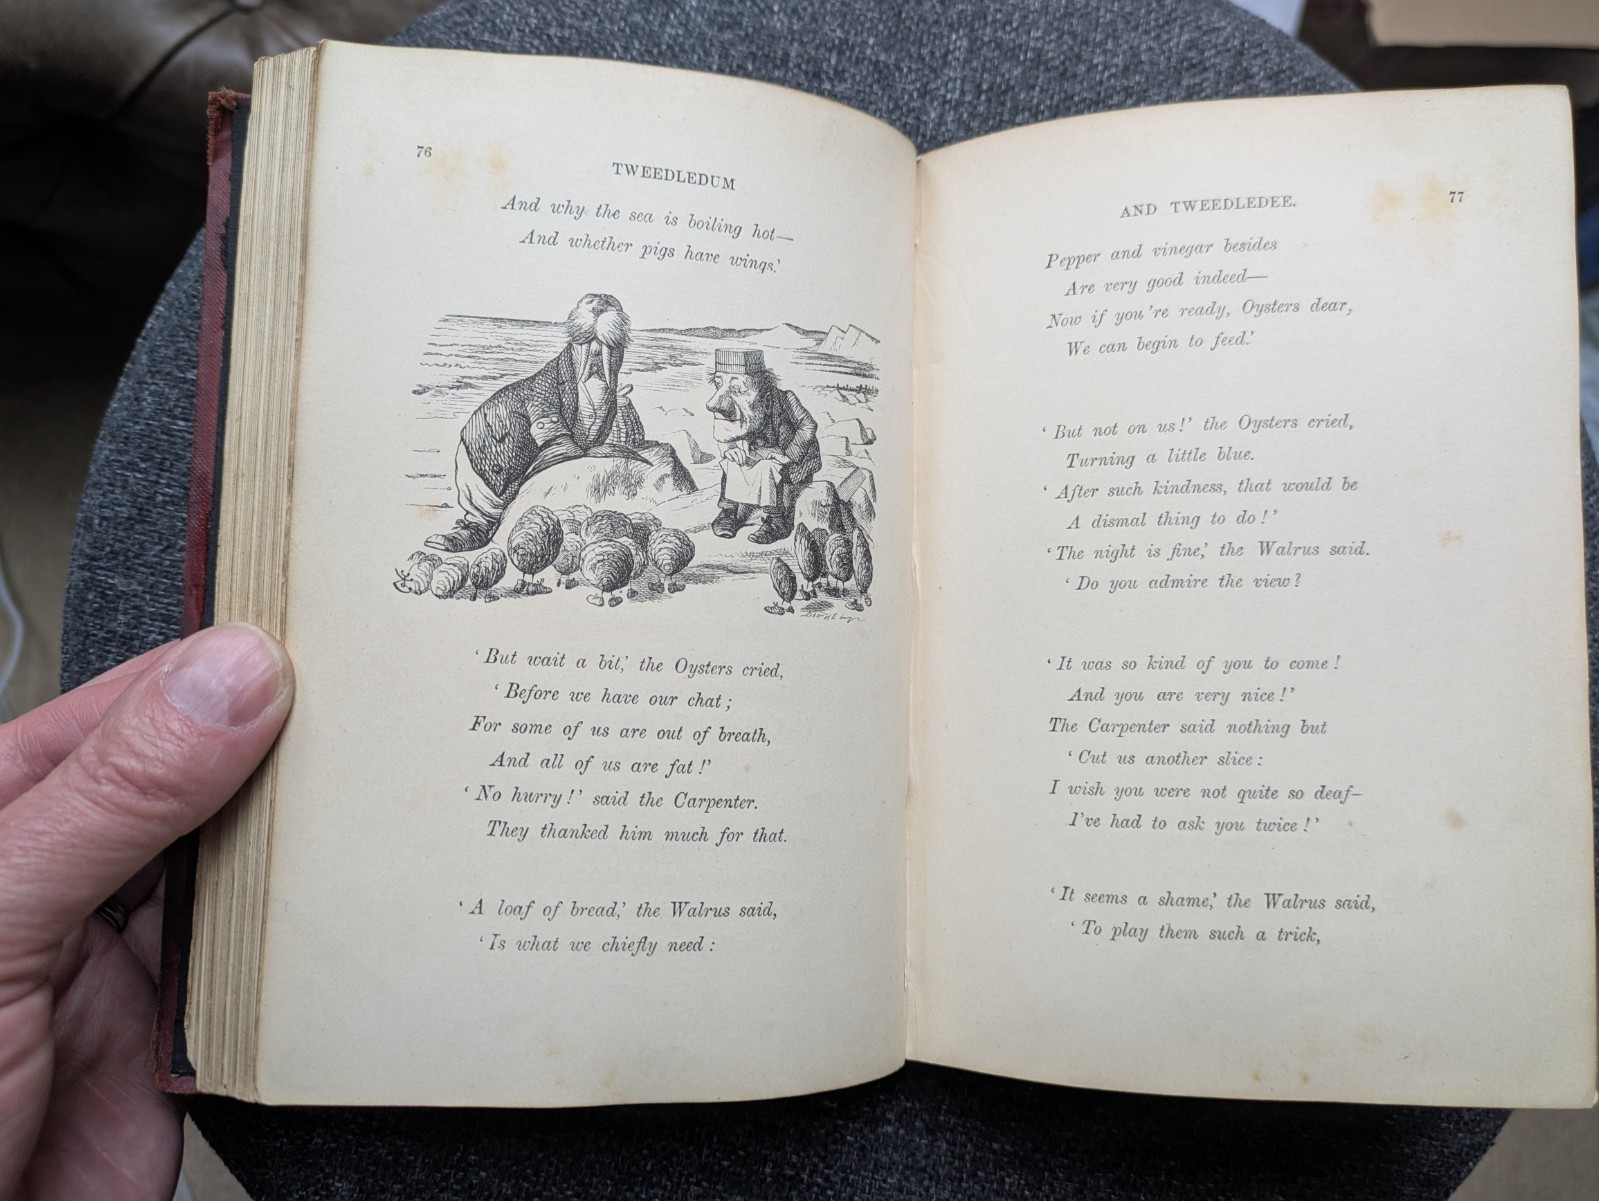 76
TWEEDLEDUM
And why the sea is boiling hot—
And whether pigs have wings.'
'But wait a bit,' the Oysters cried,
'Before we have our chat;
For some of us are out of breath,
And all of us are fat!'
'No hurry!' said the Carpenter.
They thanked him much for that.
'A loaf of bread,' the Walrus said,
'Is what we chiefly need:
AND TWEEDLEDEE.
77
Pepper and vinegar besides
Are very good indeed—
Now if you're ready, Oysters dear,
We can begin to feed.'
'But not on us!' the Oysters cried,
Turning a little blue.
'After such kindness, that would be
A dismal thing to do!'
'The night is fine,' the Walrus said.
'Do you admire the view?
'It was so kind of you to come!
And you are very nice!'
The Carpenter said nothing but
'Cut us another slice:
I wish you were not quite so deaf—
I've had to ask you twice!'
'It seems a shame,' the Walrus said,
'To play them such a trick,